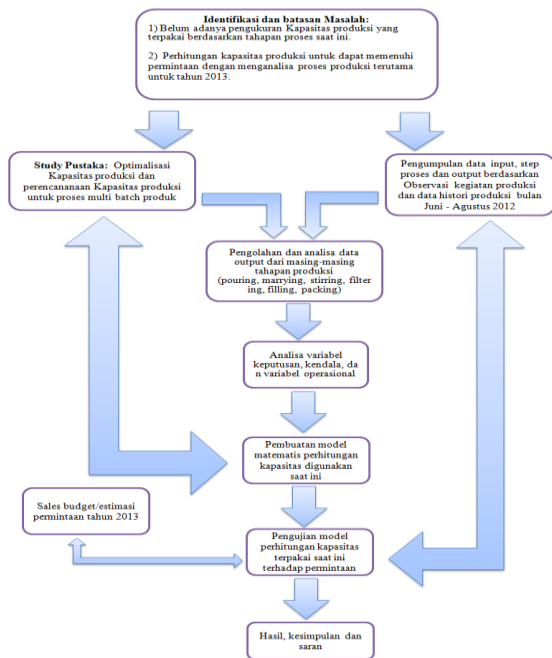 Identifikasi dan batasan Masalah:
1) Belum adanya pengukuran Kapasitas produksi yang
terpakai berdasarkan tahapan proses saat ini.
2) Perhitungan kapasitas produksi untuk dapat memenuhi
permintaan dengan menganalisa proses produksi terutama
untuk tahun 2013.
Study Pustaka: Optimalisasi
Kapasitas produksi dan
perencananaan Kapasitas produksi
untuk proses multi batch produk
Pengumpulan data input, step
proses dan output berdasarkan
Observasi kegiatan produksi
dan data histori produksi bulan
Juni - Agustus 2012
Pengolahan dan analisa data
output dari masing-masing
tahapan produksi
(pouring, marrying, stirring, filter
ing, filling, packing)
Analisa variabel
keputusan, kendala, da
n variabel operasional
Pembuatan model
matematis perhitungan
kapasitas digunakan
saat ini
Sales budget/estimasi
permintaan tahun 2013
Pengujian model
perhitungan kapasitas
terpakai saat ini
terhadap permintaan
Hasil, kesimpulan dan
saran